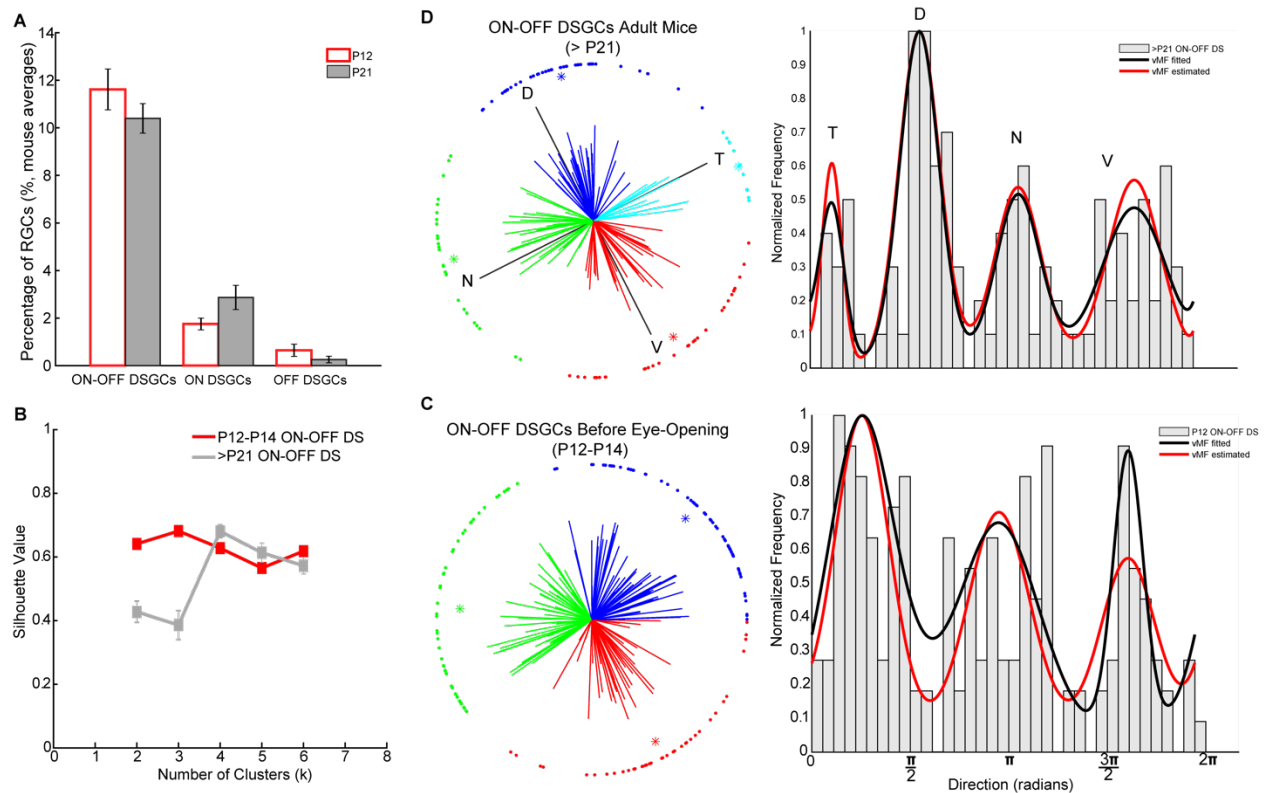 A
14
12
10
8
6
4
2
0
Percentage of RGCs (%, mouse averages)
P12
P21
ON-OFF DSGCs ON DSGCs OFF DSGCs
B
1
0.8
0.6
0.4
0.2
0
Silhouette Value
P12-P14 ON-OFF DS
>P21 ON-OFF DS
0 1 2 3 4 5 6 7 8
Number of Clusters (k)
D
ON-OFF DSGCs Adult Mice
(> P21)
D
T
N
V
D
T
N
V
>P21 ON-OFF DS
vMF fitted
vMF estimated
1
0.9
0.8
0.7
0.6
0.5
0.4
0.3
0.2
0.1
0
Normalized Frequency
C
ON-OFF DSGCs Before Eye-Opening
(P12-P14)
P12 ON-OFF DS
vMF fitted
vMF estimated
1
0.9
0.8
0.7
0.6
0.5
0.4
0.3
0.2
0.1
0
Normalized Frequency
0 π/2 π 3π/2 2π
Direction (radians)